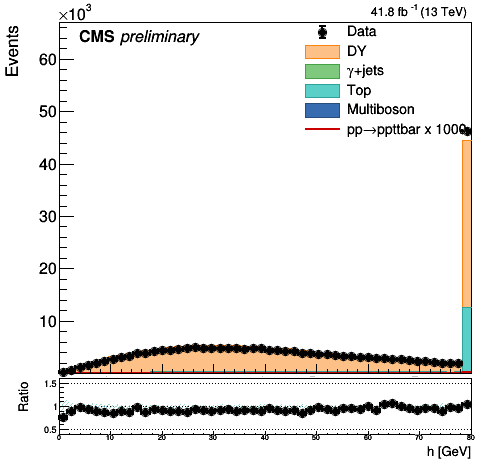 ×10³
41.8 fb⁻¹ (13 TeV)
CMS preliminary
Events
Data
DY
γ+jets
Top
Multiboson
pp→ppttbar x 1000
60
50
40
30
20
10
Ratio
1.5
1
0.5
0 10 20 30 40 50 60 70 80
h [GeV]